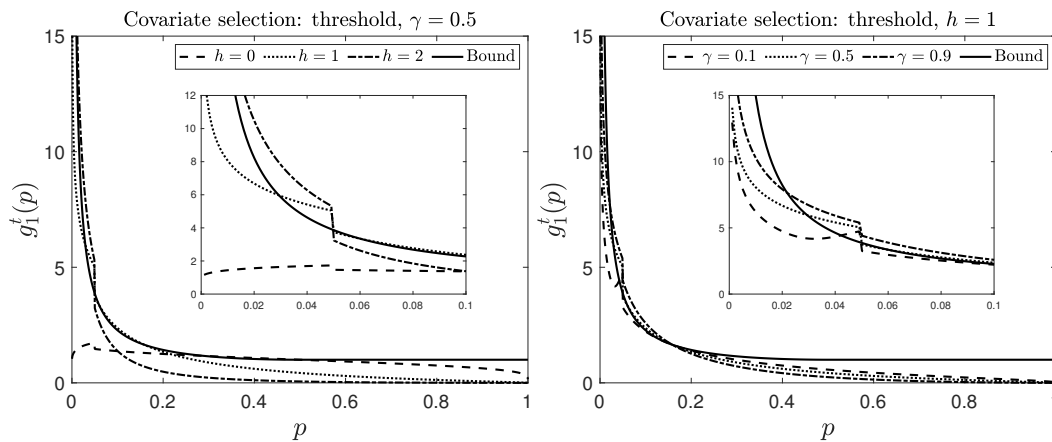 Covariate selection: threshold, γ = 0.5
15
10
5
0
g₁ᵗ(p)
h = 0 h = 1 h = 2 Bound
12
10
8
6
4
2
0
0 0.02 0.04 0.06 0.08 0.1
0 0.2 0.4 0.6 0.8 1
p
Covariate selection: threshold, h = 1
15
10
5
0
g₁ᵗ(p)
γ = 0.1 γ = 0.5 γ = 0.9 Bound
15
10
5
0
0 0.02 0.04 0.06 0.08 0.1
0 0.2 0.4 0.6 0.8 1
p